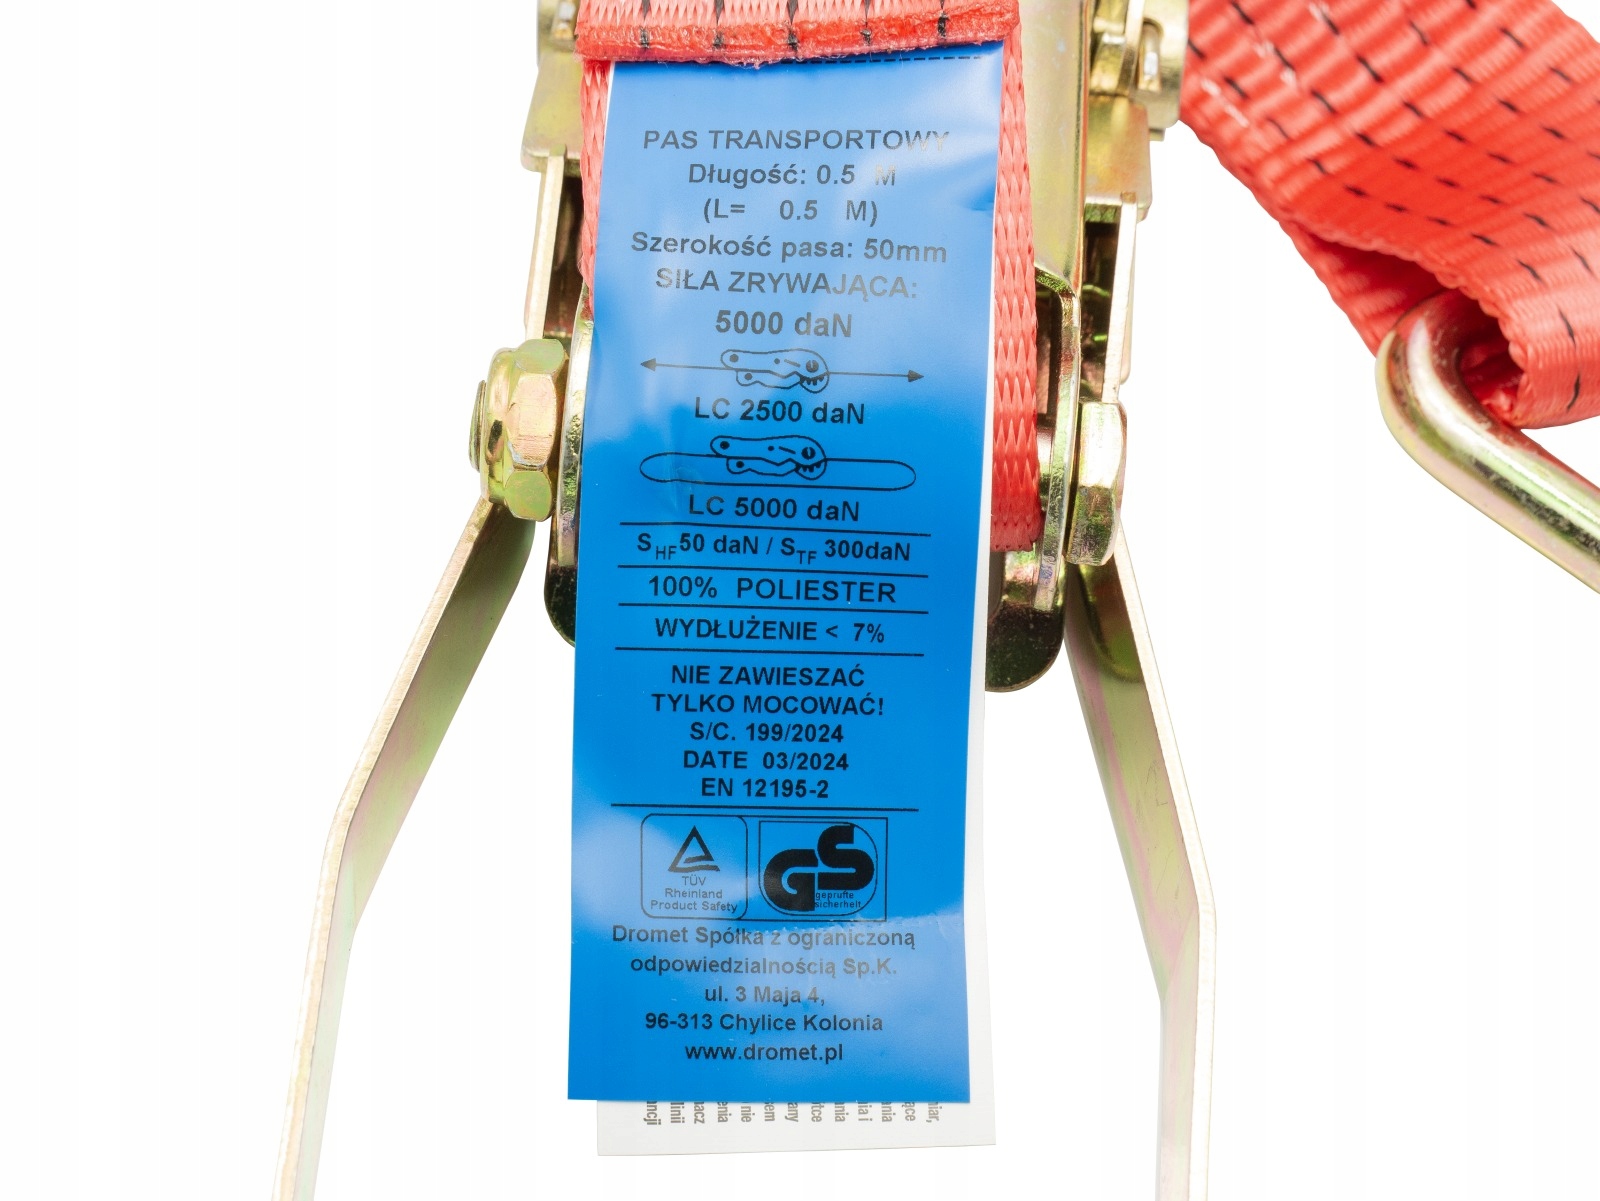 PAS TRANSPORTOWY
Długość: 0.5 M
(L= 0.5 M)
Szerokość pasa: 50mm
SIŁA ZRYWAJĄCA:
5000 daN
LC 2500 daN
LC 5000 daN
SHF50 daN / STF 300daN
100% POLIESTER
WYDŁUŻENIE < 7%
NIE ZAWIESZAĆ
TYLKO MOCOWAĆ!
S/C. 199/2024
DATE 03/2024
EN 12195-2
TÜV
Rheinland
Product Safety
GS
geprüfte
sicherheit
Dromet Spółka z ograniczoną
odpowiedzialnością Sp.K.
ul. 3 Maja 4,
96-313 Chylice Kolonia
www.dromet.pl